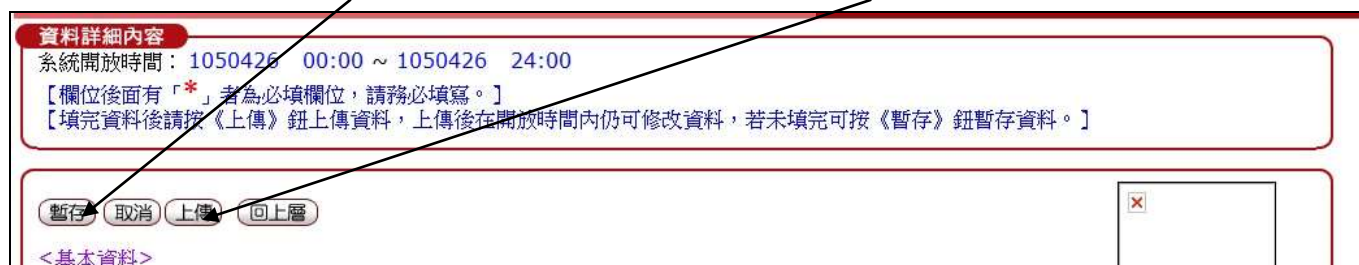 資料詳細內容
系統開放時間：1050426 00:00 ~ 1050426 24:00
【欄位後面有「*」者為必填欄位，請務必填寫。】
【填完資料後請按《上傳》鈕上傳資料，上傳後在開放時間內仍可修改資料，若未填完可按《暫存》鈕暫存資料。】
暫存 取消 上傳 回上層
<基本資料>